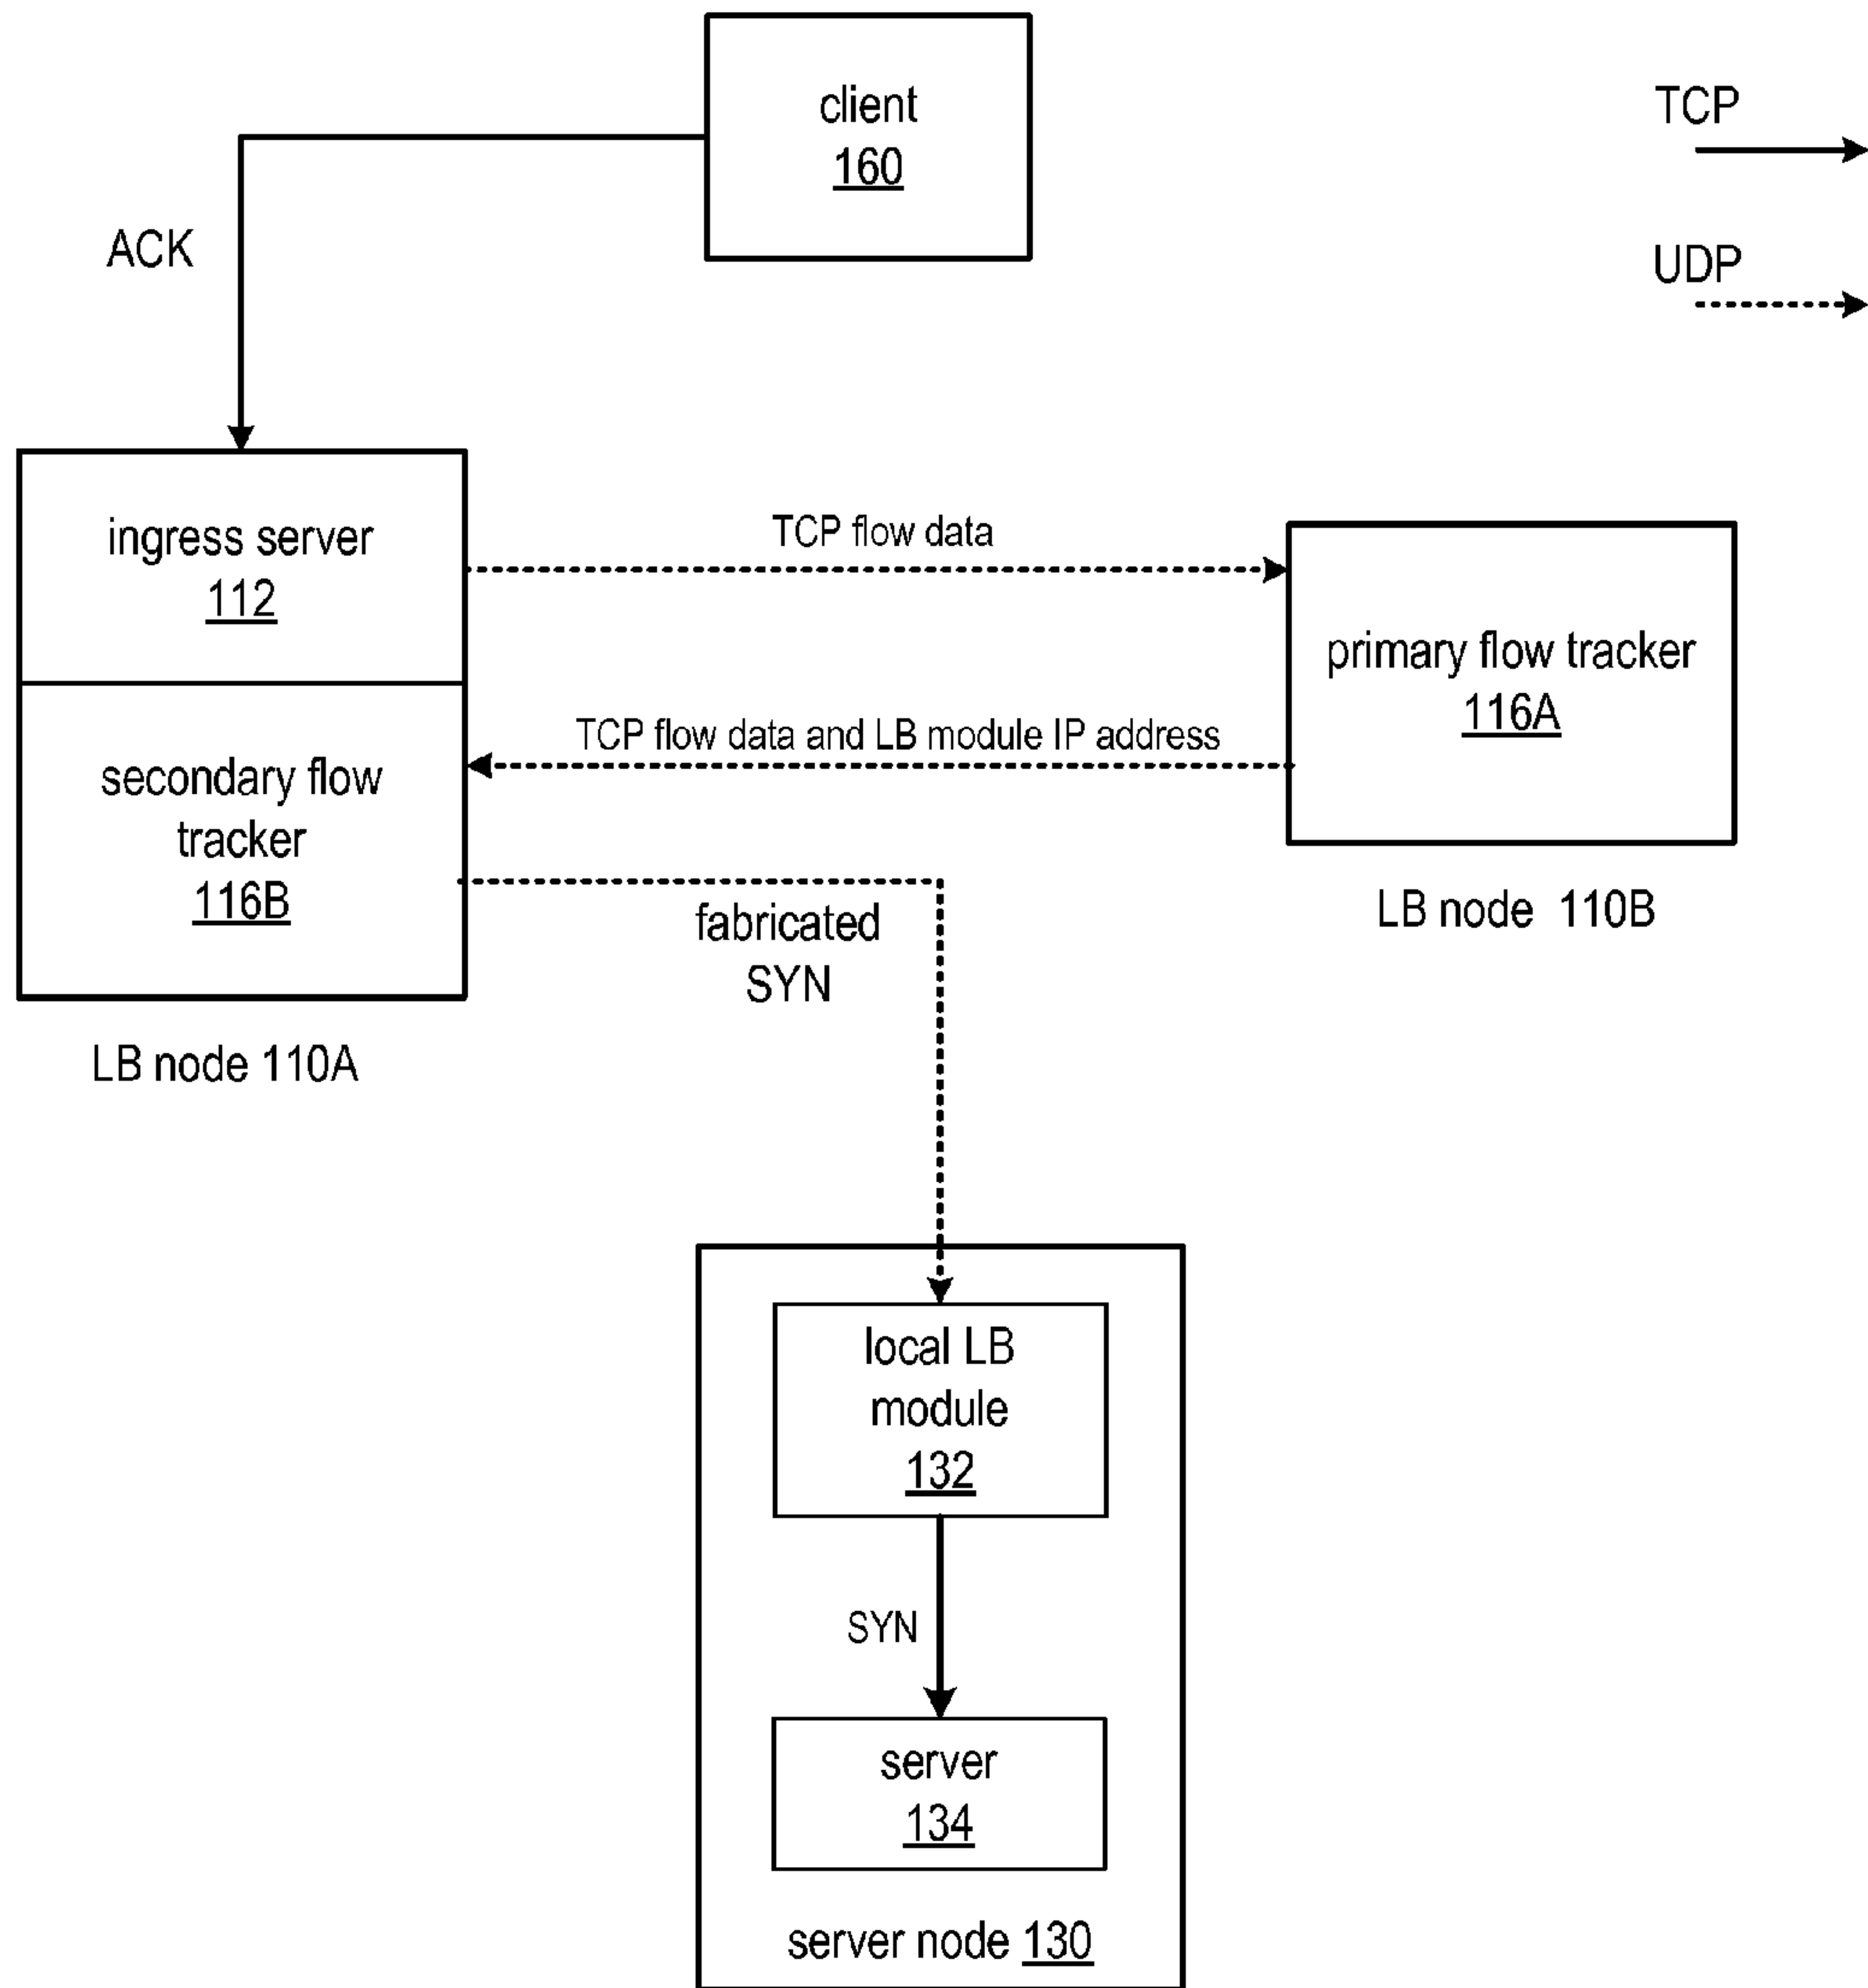 client
160
TCP
ACK
UDP
ingress server
112
TCP flow data
primary flow tracker
116A
TCP flow data and LB module IP address
secondary flow
tracker
116B
LB node 110B
fabricated
SYN
LB node 110A
local LB
module
132
SYN
server
134
server node 130